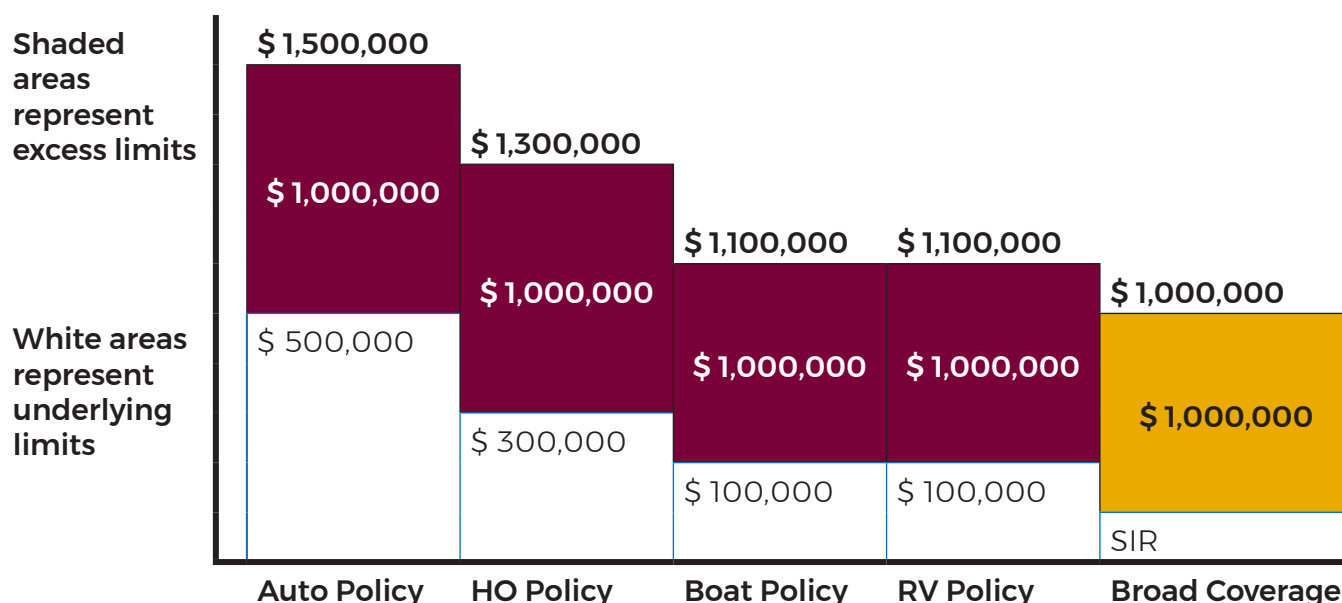 Shaded
areas
represent
excess limits
White areas
represent
underlying
limits
$ 1,500,000
$ 1,000,000
$ 500,000
Auto Policy
$ 1,300,000
$ 1,000,000
$ 300,000
HO Policy
$ 1,100,000
$ 1,000,000
$ 100,000
Boat Policy
$ 1,100,000
$ 1,000,000
$ 100,000
RV Policy
$ 1,000,000
$ 1,000,000
SIR
Broad Coverage